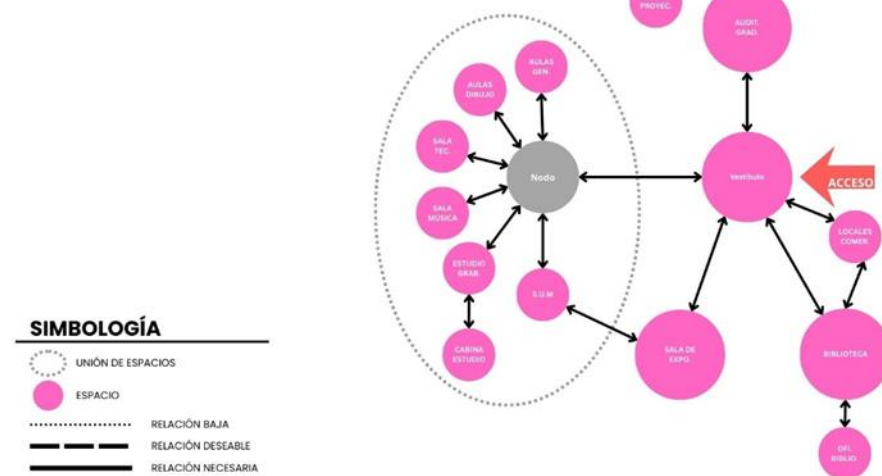 PROYEC.
AUDIT.
GRAD.
AULAS
GEN.
AULAS
DIBUJO
SALA
TEC.
Nodo
Vestíbulo
ACCESO
SALA
MÚSICA
LOCALES
COMER.
ESTUDIO
GRAB.
S.U.M
CABINA
ESTUDIO
SALA DE
EXPO.
BIBLIOTECA
OFI.
BIBLIO.
SIMBOLOGÍA
UNIÓN DE ESPACIOS
ESPACIO
RELACIÓN BAJA
RELACIÓN DESEABLE
RELACIÓN NECESARIA